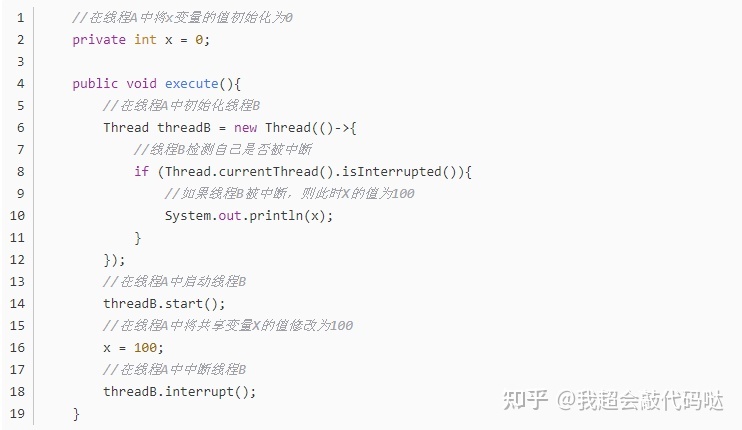 1 //在线程A中将x变量的值初始化为0
2 private int x = 0;
3
4 public void execute(){
5 //在线程A中初始化线程B
6 Thread threadB = new Thread(()->{
7 //线程B检测自己是否被中断
8 if (Thread.currentThread().isInterrupted()){
9 //如果线程B被中断，则此时X的值为100
10 System.out.println(x);
11 }
12 });
13 //在线程A中启动线程B
14 threadB.start();
15 //在线程A中将共享变量X的值修改为100
16 x = 100;
17 //在线程A中中断线程B
18 threadB.interrupt();
19 }
知乎 @我超会敲代码哒